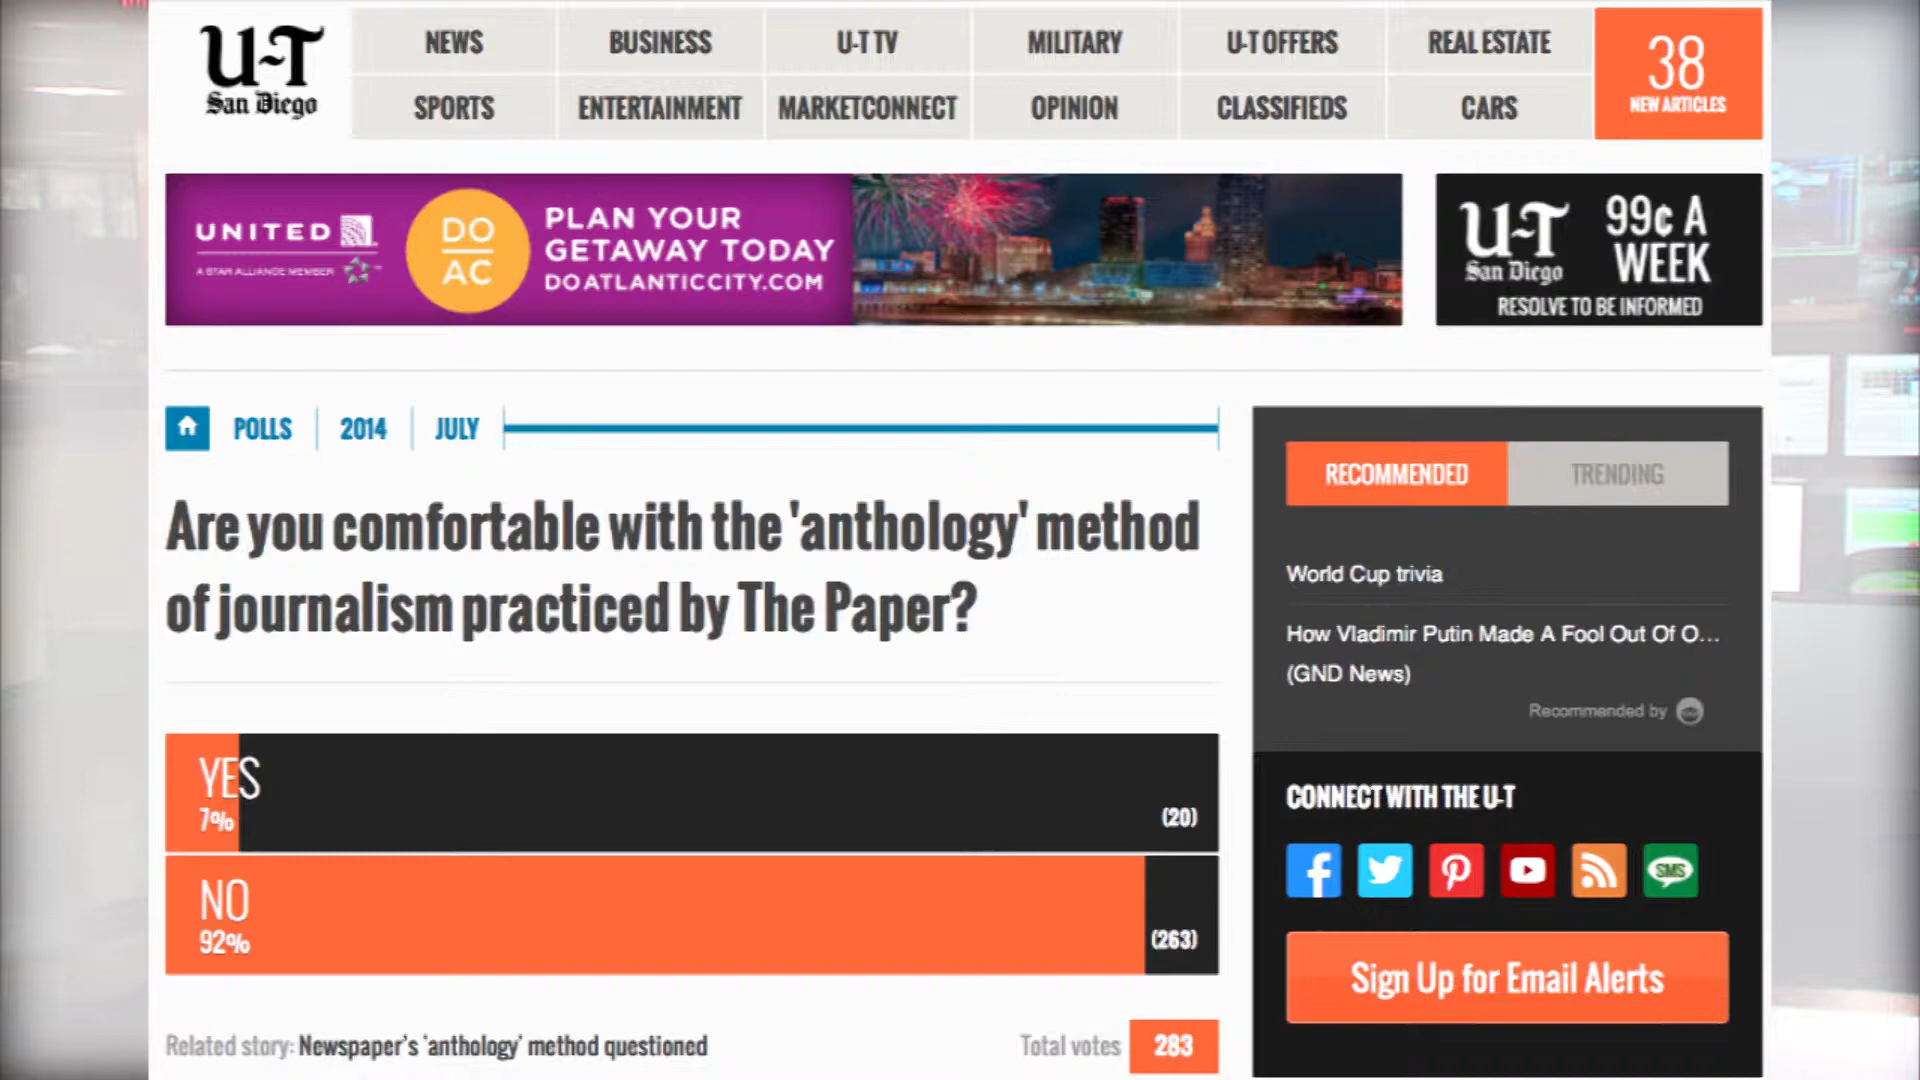 U-T
San Diego
NEWS
BUSINESS
U-T TV
MILITARY
U-T OFFERS
REAL ESTATE
SPORTS
ENTERTAINMENT
MARKETCONNECT
OPINION
CLASSIFIEDS
CARS
38
NEW ARTICLES
UNITED
A STAR ALLIANCE MEMBER
DO
AC
PLAN YOUR
GETAWAY TODAY
DOATLANTICCITY.COM
U-T
San Diego
99¢ A
WEEK
RESOLVE TO BE INFORMED
POLLS
2014
JULY
Are you comfortable with the 'anthology' method
of journalism practiced by The Paper?
YES
7%
(20)
NO
92%
(263)
Related story: Newspaper's 'anthology' method questioned
Total votes
283
RECOMMENDED
TRENDING
World Cup trivia
How Vladimir Putin Made A Fool Out Of O...
(GND News)
Recommended by
CONNECT WITH THE U-T
SMS
Sign Up for Email Alerts